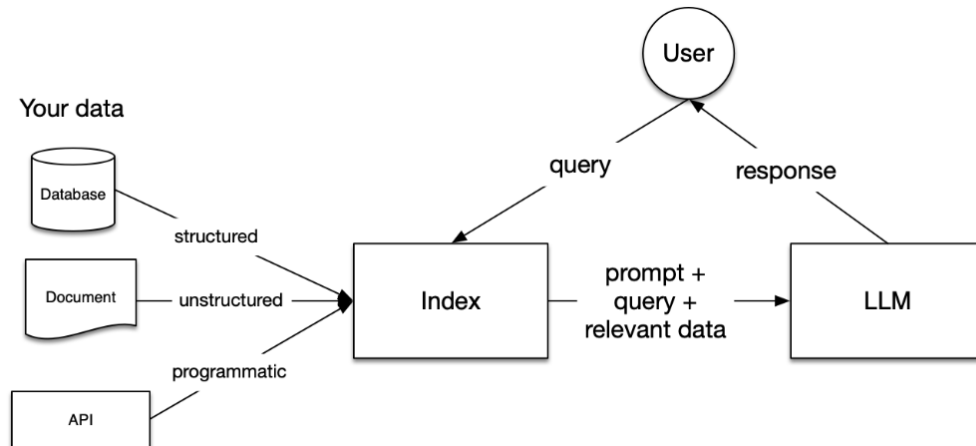 User
Your data
Database
query
response
structured
Document
unstructured
Index
prompt +
query +
relevant data
LLM
programmatic
API